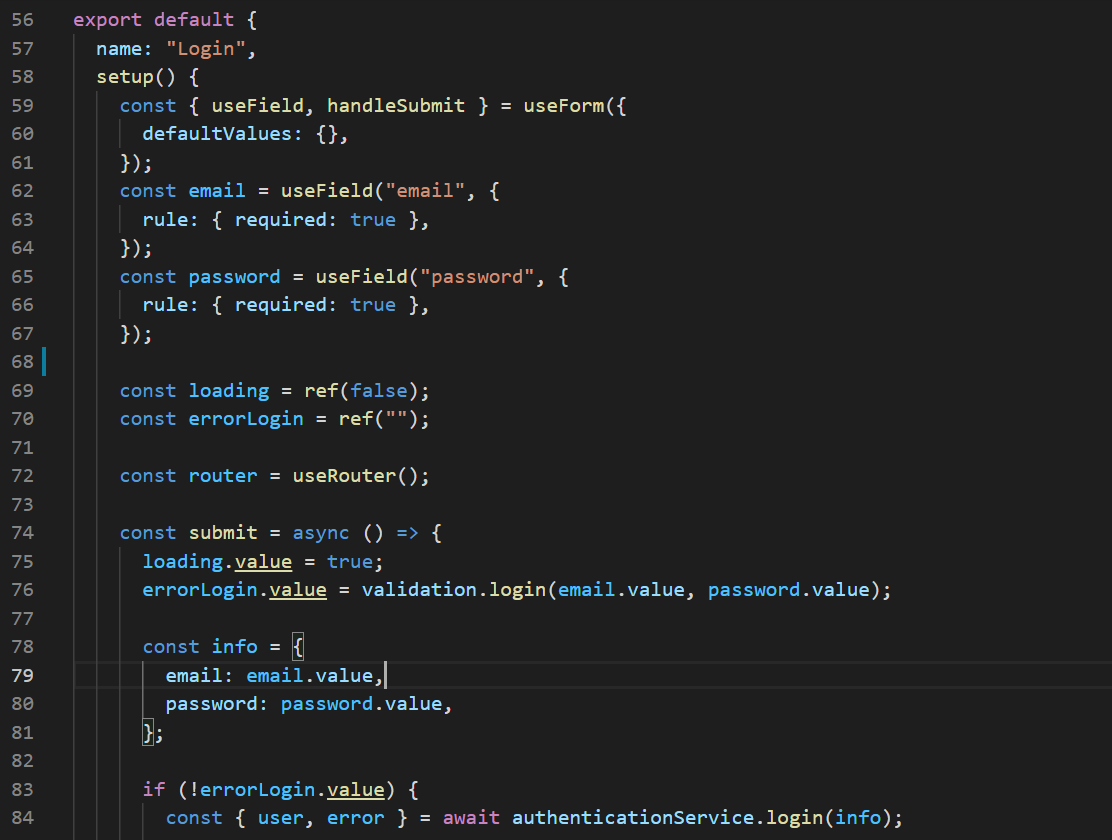 56 export default {
57 name: "Login",
58 setup() {
59 const { useField, handleSubmit } = useForm({
60 defaultValues: {},
61 });
62 const email = useField("email", {
63 rule: { required: true },
64 });
65 const password = useField("password", {
66 rule: { required: true },
67 });
68
69 const loading = ref(false);
70 const errorLogin = ref("");
71
72 const router = useRouter();
73
74 const submit = async () => {
75 loading.value = true;
76 errorLogin.value = validation.login(email.value, password.value);
77
78 const info = {
79 email: email.value,
80 password: password.value,
81 };
82
83 if (!errorLogin.value) {
84 const { user, error } = await authenticationService.login(info);